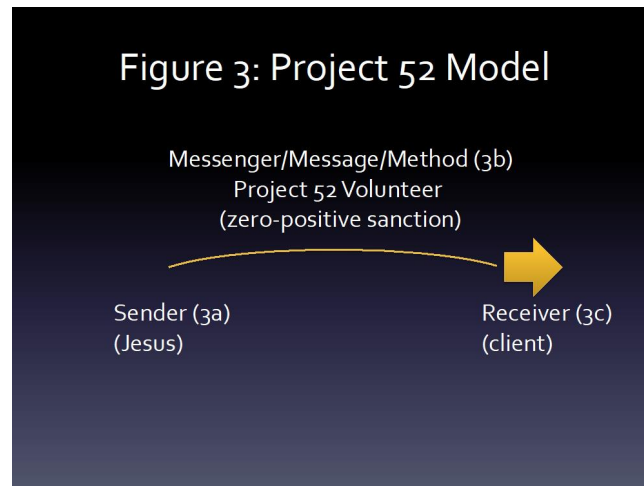 Figure 3: Project 52 Model
Messenger/Message/Method (3b)
Project 52 Volunteer
(zero-positive sanction)
Sender (3a)
(Jesus)
Receiver (3c)
(client)